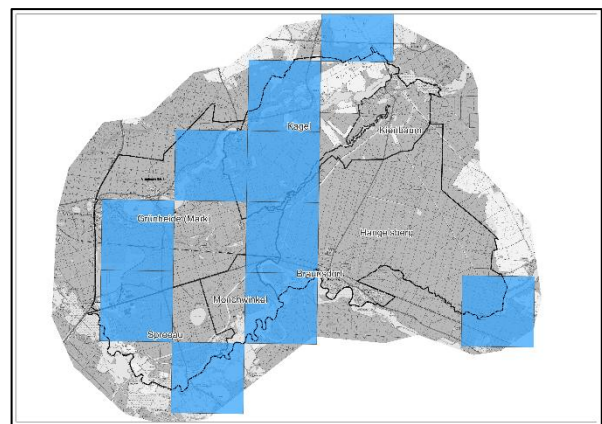 Kagel
Kienbaum
Grünheide (Mark)
Hangelsberg
Braunsdorf
Mönchwinkel
Spreeau